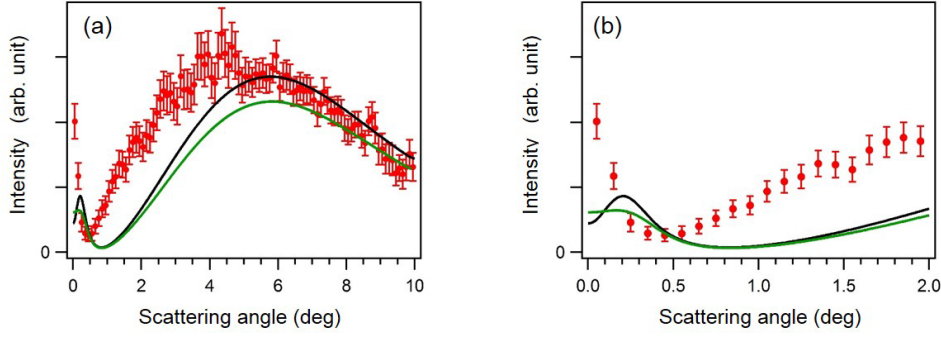 (a)
Intensity (arb. unit)
0
0 2 4 6 8 10
Scattering angle (deg)
(b)
Intensity (arb. unit)
0
0.0 0.5 1.0 1.5 2.0
Scattering angle (deg)